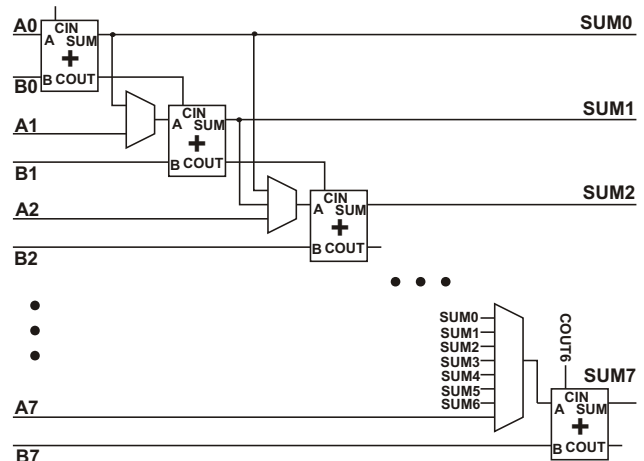 A0
CIN
A SUM
+
B COUT
B0
SUM0
A1
CIN
A SUM
+
B COUT
B1
SUM1
A2
CIN
A SUM
+
B COUT
B2
SUM2
SUM0
SUM1
SUM2
SUM3
SUM4
SUM5
SUM6
COUT6
SUM7
A7
CIN
A SUM
+
B COUT
B7